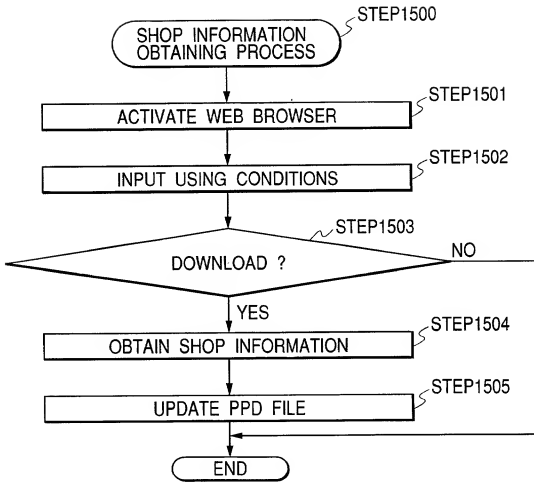 SHOP INFORMATION
OBTAINING PROCESS
STEP1500
ACTIVATE WEB BROWSER
STEP1501
INPUT USING CONDITIONS
STEP1502
DOWNLOAD ?
STEP1503
NO
YES
OBTAIN SHOP INFORMATION
STEP1504
UPDATE PPD FILE
STEP1505
END